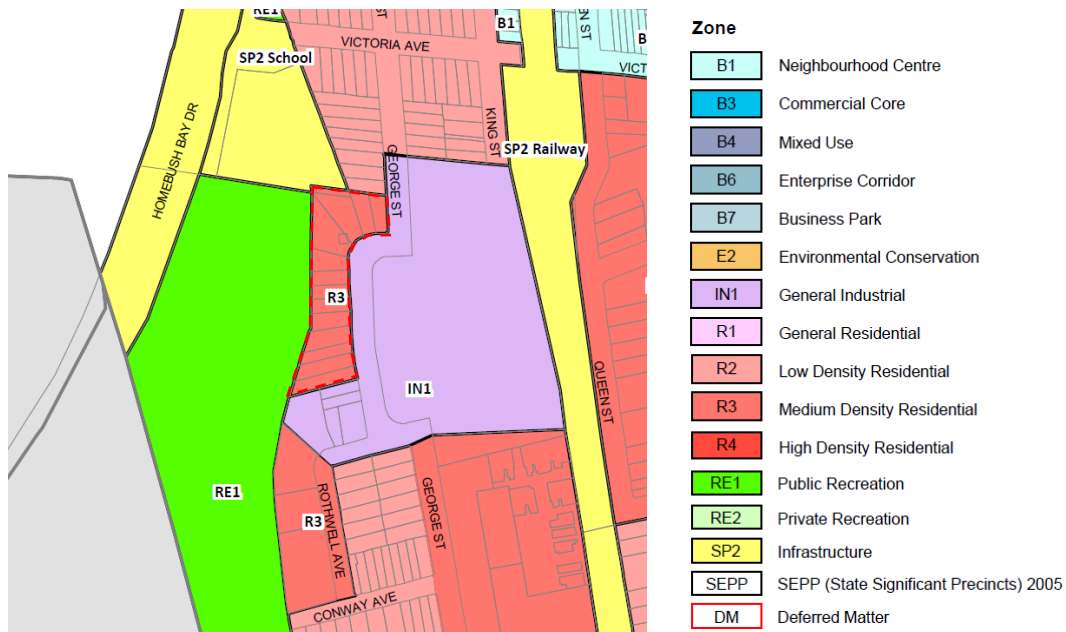 RE1
ST
B1
EN ST
B
VICTORIA AVE
VICT
SP2 School
HOMEBUSH BAY DR
KING ST
SP2 Railway
GEORGE ST
R3
IN1
QUEEN ST
RE1
R3
ROTHWELL AVE
GEORGE ST
CONWAY AVE
Zone
B1 Neighbourhood Centre
B3 Commercial Core
B4 Mixed Use
B6 Enterprise Corridor
B7 Business Park
E2 Environmental Conservation
IN1 General Industrial
R1 General Residential
R2 Low Density Residential
R3 Medium Density Residential
R4 High Density Residential
RE1 Public Recreation
RE2 Private Recreation
SP2 Infrastructure
SEPP SEPP (State Significant Precincts) 2005
DM Deferred Matter